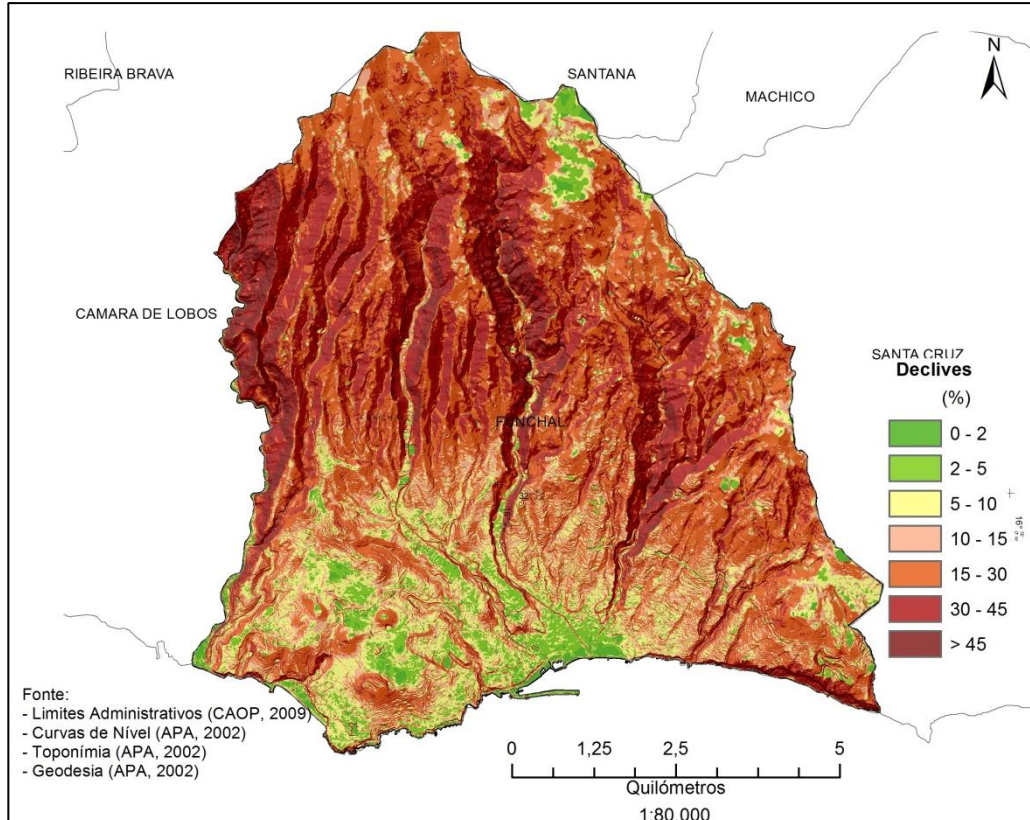 RIBEIRA BRAVA
SANTANA
N
MACHICO
CAMARA DE LOBOS
SANTA CRUZ
Declives
(%)
0 - 2
2 - 5
5 - 10
10 - 15
15 - 30
30 - 45
> 45
FUNCHAL
Fonte:
- Limites Administrativos (CAOP, 2009)
- Curvas de Nível (APA, 2002)
- Toponímia (APA, 2002)
- Geodesia (APA, 2002)
0 1,25 2,5 5
Quilómetros
1:80 000